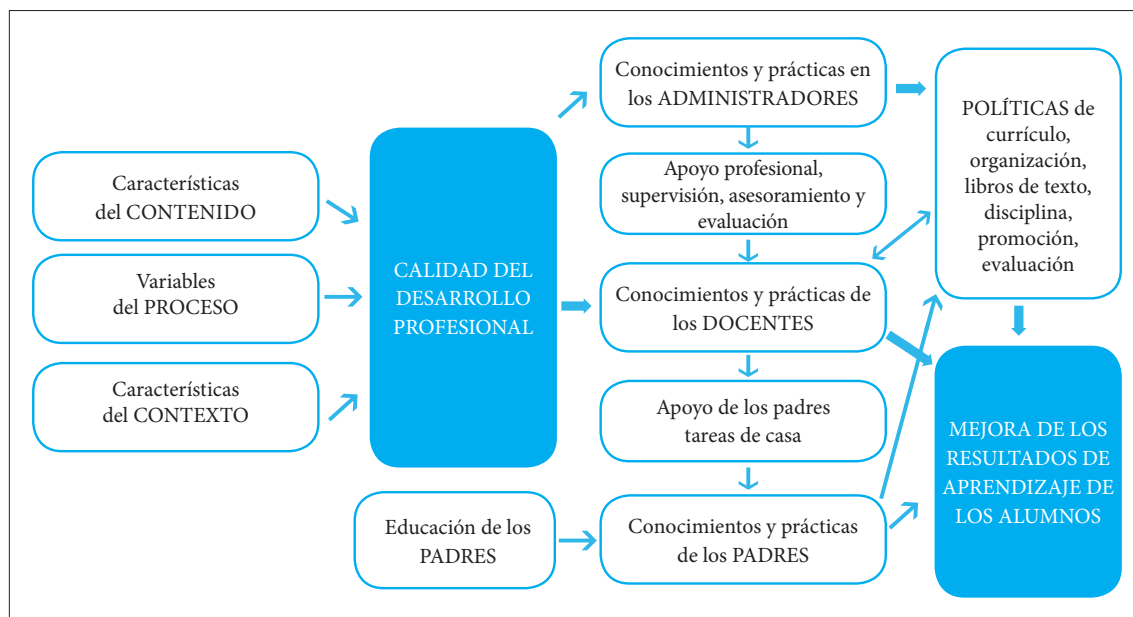 Características
del CONTENIDO
Variables
del PROCESO
Características
del CONTEXTO
CALIDAD DEL
DESARROLLO
PROFESIONAL
Educación de los
PADRES
Conocimientos y prácticas en
los ADMINISTRADORES
Apoyo profesional,
supervisión, asesoramiento y
evaluación
Conocimientos y prácticas de
los DOCENTES
Apoyo de los padres
tareas de casa
Conocimientos y prácticas
de los PADRES
POLÍTICAS de
currículo,
organización,
libros de texto,
disciplina,
promoción,
evaluación
MEJORA DE LOS
RESULTADOS DE
APRENDIZAJE DE
LOS ALUMNOS